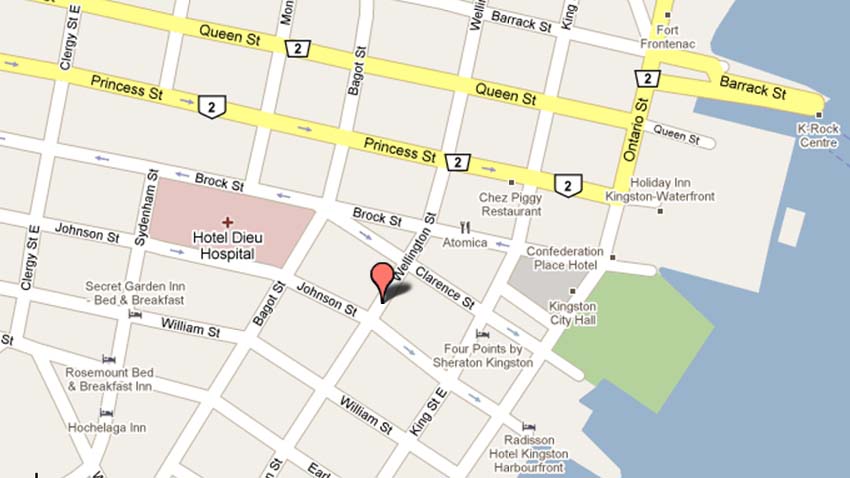 Clergy St E
Mon
Bagot St
Wellin
King
Barrack St
Fort
Frontenac
Queen St
2
2
Barrack St
Princess St
2
Queen St
Ontario St
K-Rock
Centre
Queen St
Princess St
2
2
Brock St
Sydenham St
Hotel Dieu
Hospital
Brock St
Chez Piggy
Restaurant
Holiday Inn
Kingston-Waterfront
Johnson St
Clergy St E
Wellington St
Atomica
Confederation
Place Hotel
Secret Garden Inn
- Bed & Breakfast
Bagot St
Johnson St
Clarence St
Kingston
City Hall
William St
St
Four Points by
Sheraton Kingston
Rosemount Bed
& Breakfast Inn
Hochelaga Inn
William St
King St E
Radisson
Hotel Kingston
Harbourfront
St
Earl
W